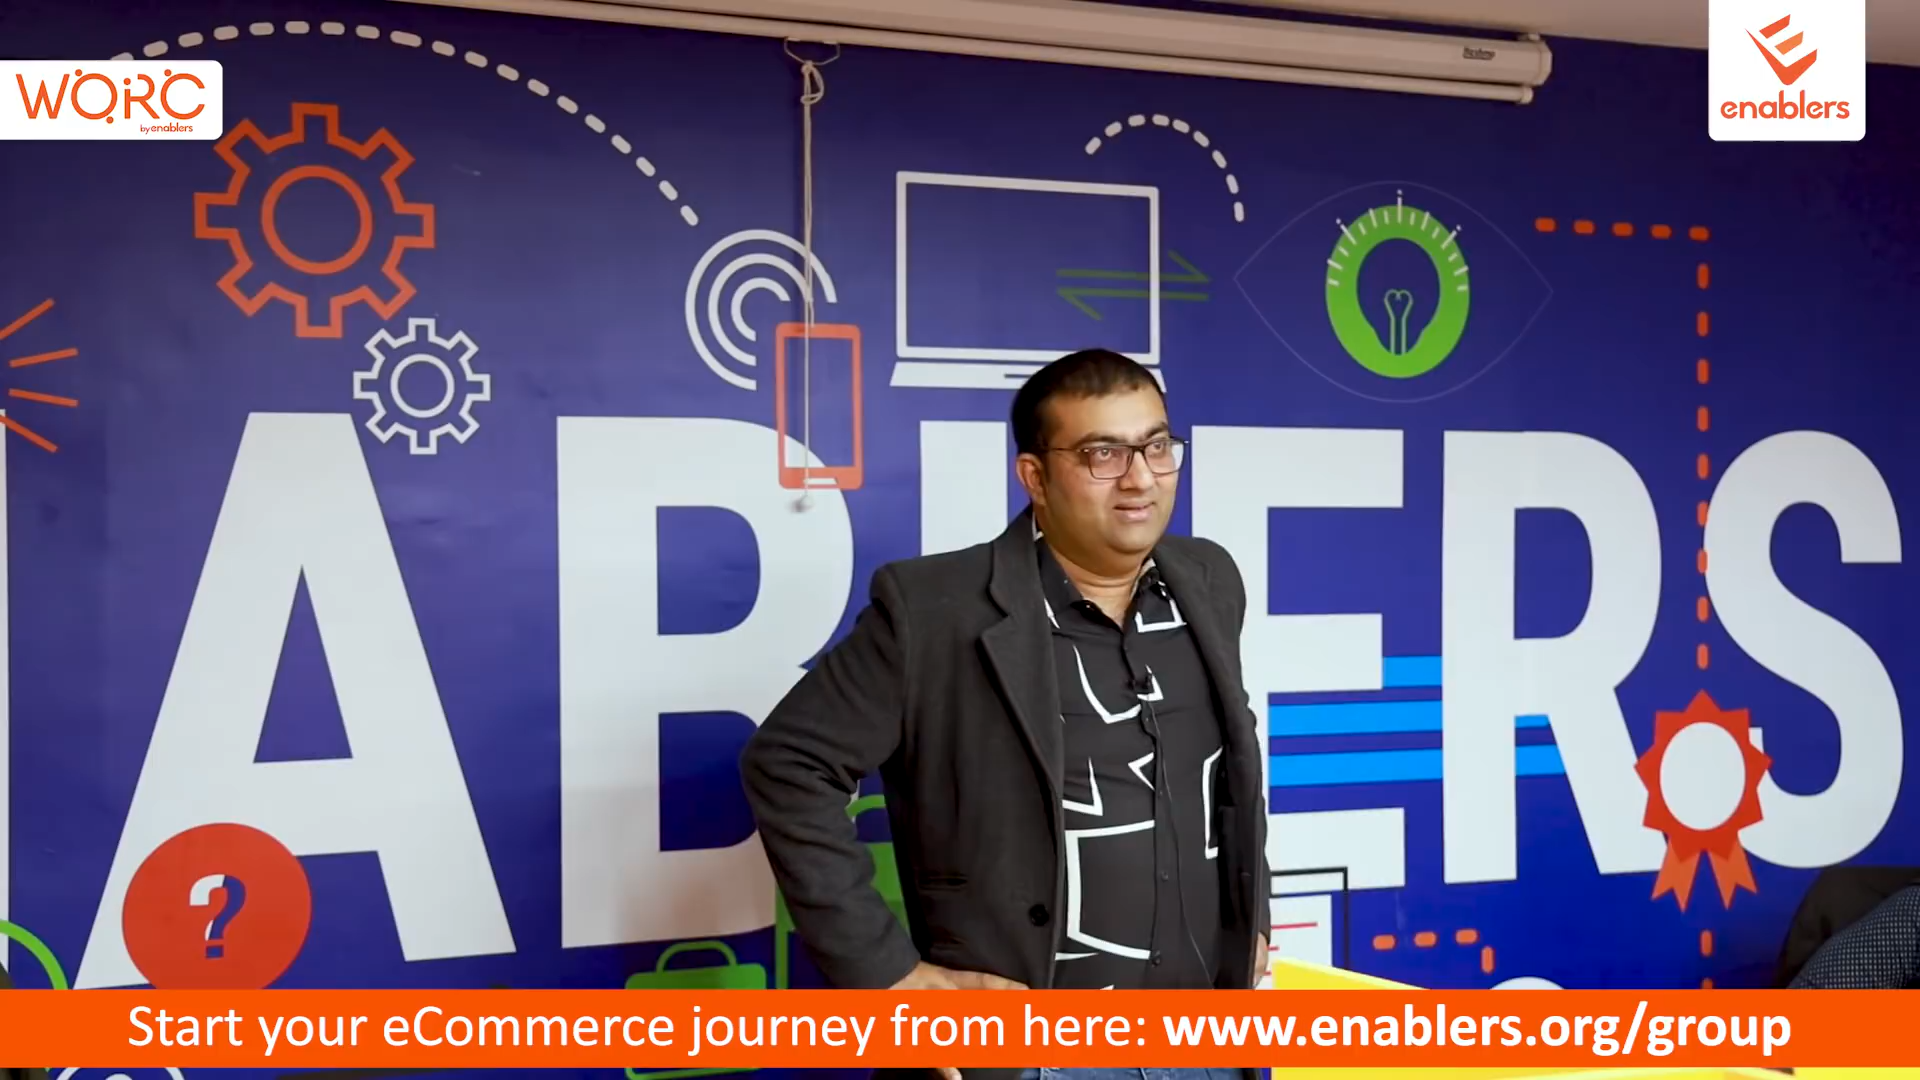 WORC
by enablers
enablers
ABLERS
?
Start your eCommerce journey from here: www.enablers.org/group